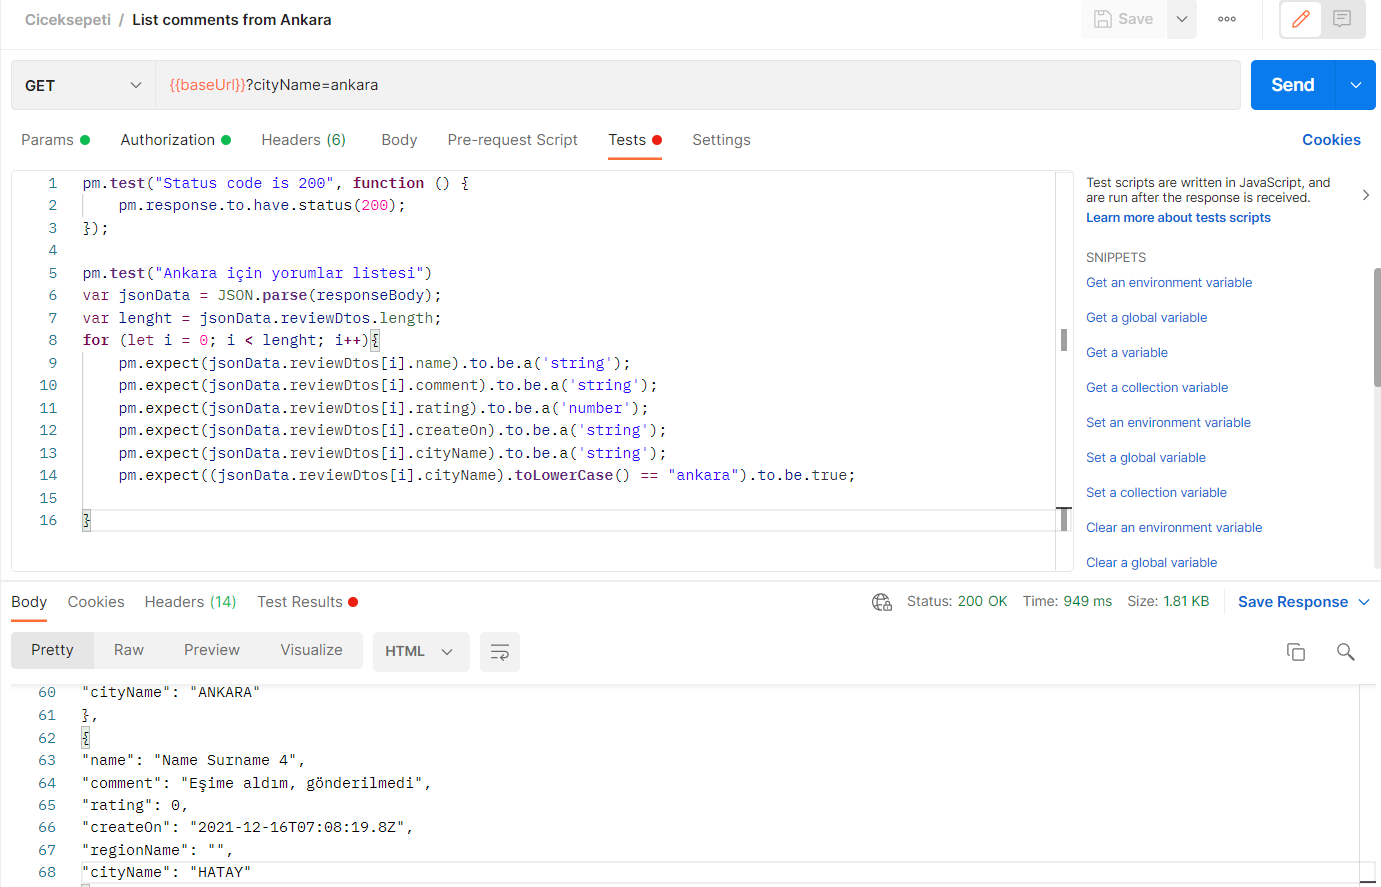 Ciceksepeti / List comments from Ankara
Save
GET
{{baseUrl}}?cityName=ankara
Send
Params
Authorization
Headers (6)
Body
Pre-request Script
Tests
Settings
Cookies
1 pm.test("Status code is 200", function () {
2 pm.response.to.have.status(200);
3 });
4
5 pm.test("Ankara için yorumlar listesi")
6 var jsonData = JSON.parse(responseBody);
7 var lenght = jsonData.reviewDtos.length;
8 for (let i = 0; i < lenght; i++){
9 pm.expect(jsonData.reviewDtos[i].name).to.be.a('string');
10 pm.expect(jsonData.reviewDtos[i].comment).to.be.a('string');
11 pm.expect(jsonData.reviewDtos[i].rating).to.be.a('number');
12 pm.expect(jsonData.reviewDtos[i].createOn).to.be.a('string');
13 pm.expect(jsonData.reviewDtos[i].cityName).to.be.a('string');
14 pm.expect((jsonData.reviewDtos[i].cityName).toLowerCase() == "ankara").to.be.true;
15
16 }
Test scripts are written in JavaScript, and
are run after the response is received.
Learn more about tests scripts
SNIPPETS
Get an environment variable
Get a global variable
Get a variable
Get a collection variable
Set an environment variable
Set a global variable
Set a collection variable
Clear an environment variable
Clear a global variable
Body
Cookies
Headers (14)
Test Results
Status: 200 OK
Time: 949 ms
Size: 1.81 KB
Save Response
Pretty
Raw
Preview
Visualize
HTML
60 "cityName": "ANKARA"
61 },
62 {
63 "name": "Name Surname 4",
64 "comment": "Eşime aldım, gönderilmedi",
65 "rating": 0,
66 "createOn": "2021-12-16T07:08:19.8Z",
67 "regionName": "",
68 "cityName": "HATAY"